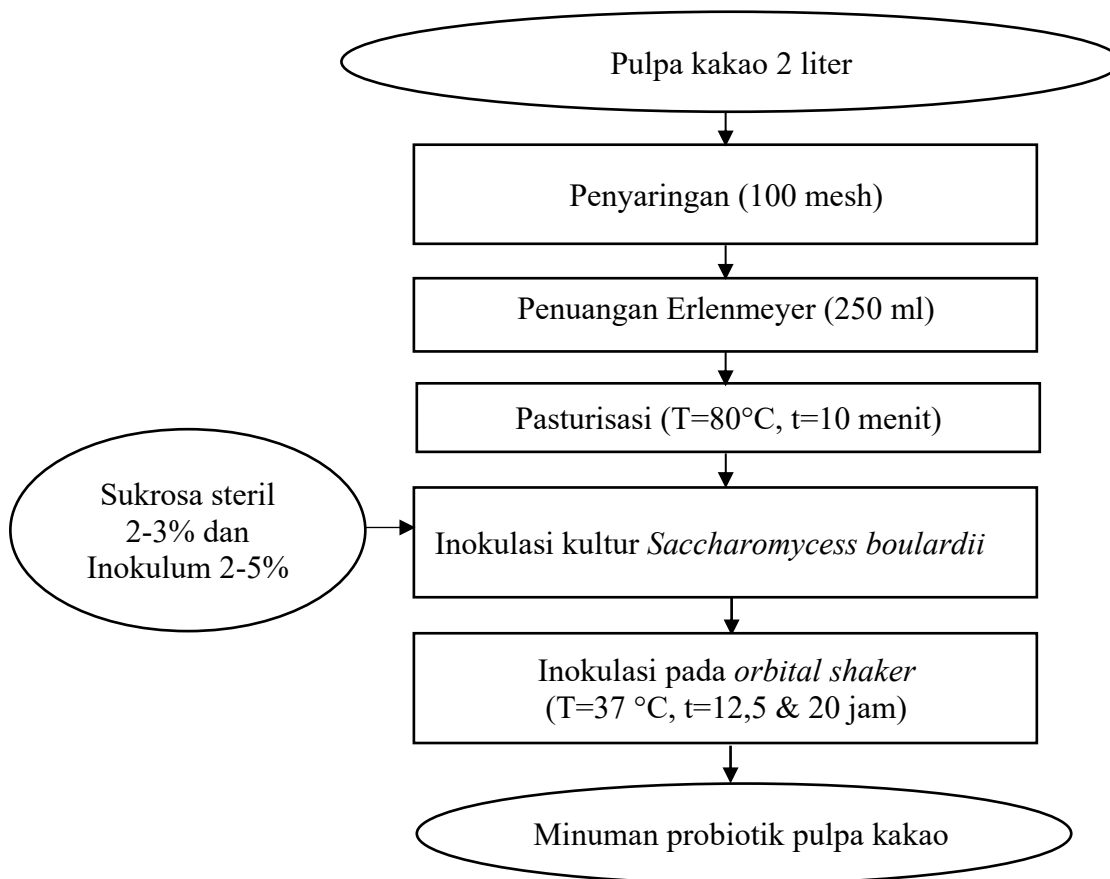 Pulpa kakao 2 liter
Penyaringan (100 mesh)
Penuangan Erlenmeyer (250 ml)
Pasturisasi (T=80°C, t=10 menit)
Sukrosa steril
2-3% dan
Inokulum 2-5%
Inokulasi kultur Saccharomycess boulardii
Inokulasi pada orbital shaker
(T=37 °C, t=12,5 & 20 jam)
Minuman probiotik pulpa kakao